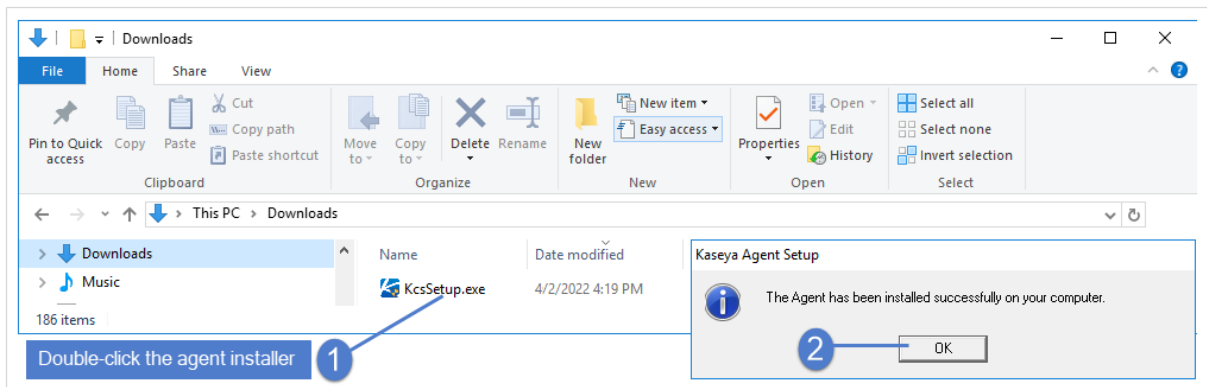 Downloads
File Home Share View
Pin to Quick access
Copy
Paste
Cut
Copy path
Paste shortcut
Clipboard
Move to
Copy to
Delete
Rename
Organize
New folder
New item
Easy access
New
Properties
Open
Edit
History
Open
Select all
Select none
Invert selection
Select
This PC > Downloads
Downloads
Music
186 items
Name Date modified
KcsSetup.exe 4/2/2022 4:19 PM
Kaseya Agent Setup
The Agent has been installed successfully on your computer.
2
OK
Double-click the agent installer 1